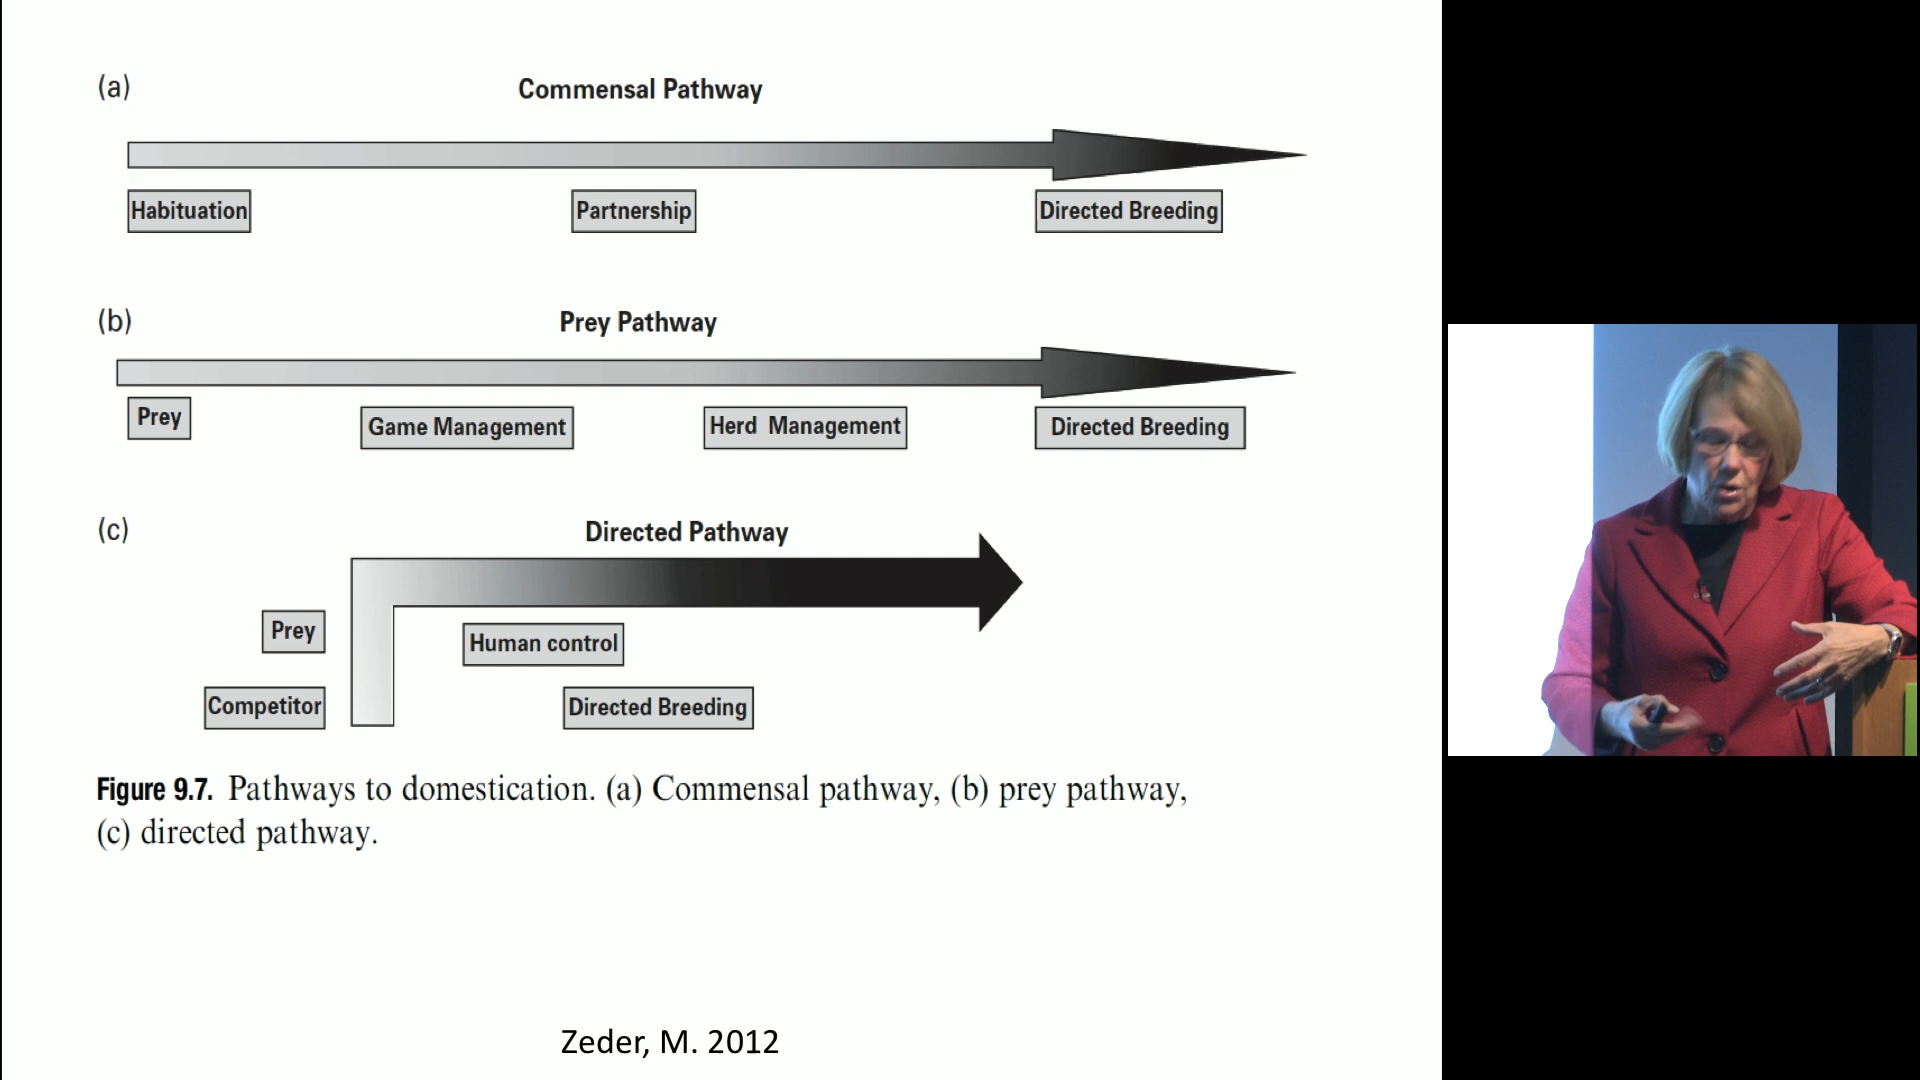 (a)
Commensal Pathway
Habituation
Partnership
Directed Breeding
(b)
Prey Pathway
Prey
Game Management
Herd Management
Directed Breeding
(c)
Directed Pathway
Prey
Human control
Competitor
Directed Breeding
Figure 9.7. Pathways to domestication. (a) Commensal pathway, (b) prey pathway,
(c) directed pathway.
Zeder, M. 2012